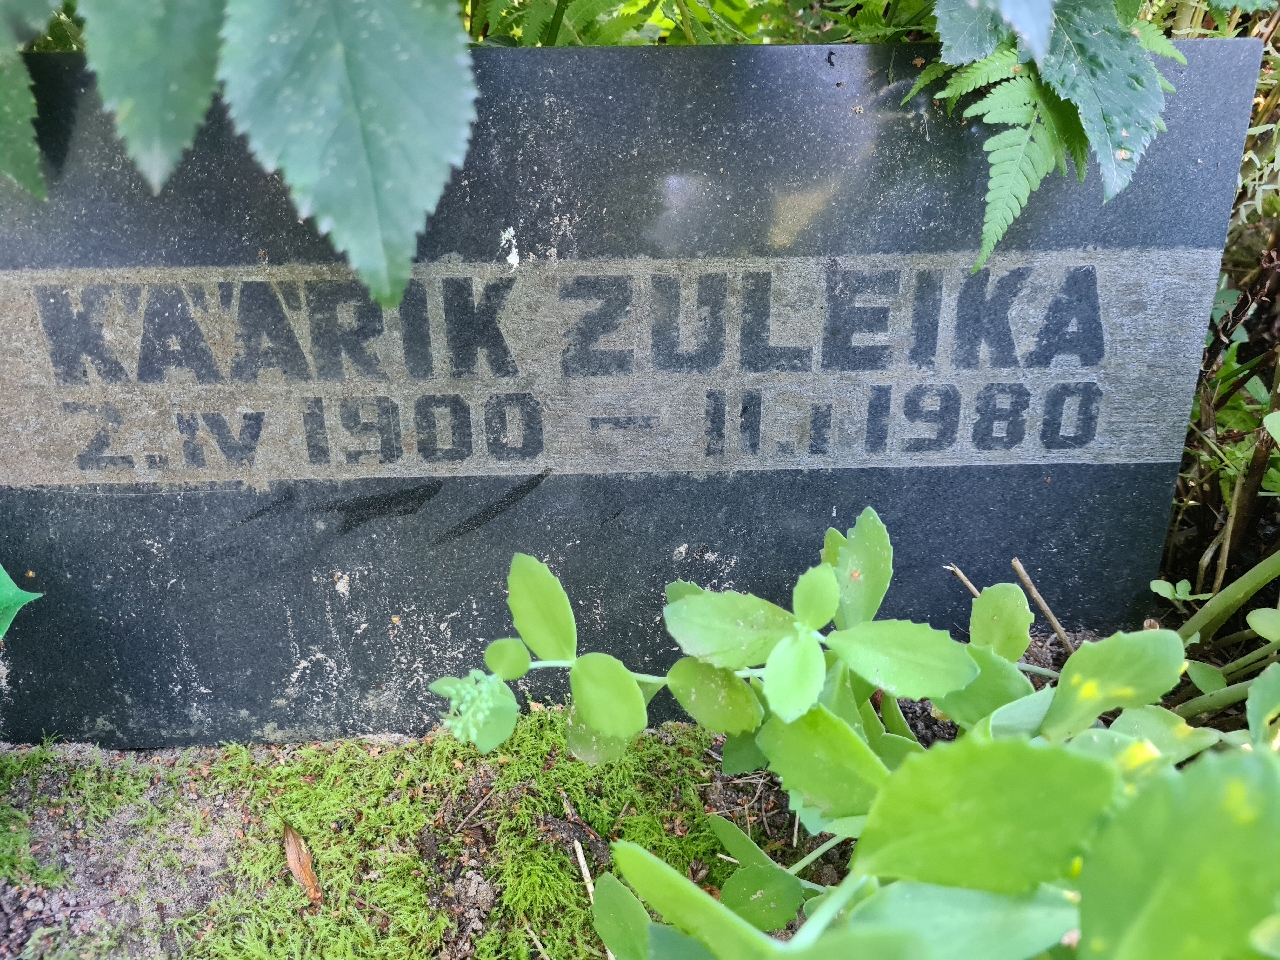 KÄÄRIK ZULEIKA
2.IV 1900 – 11.I 1980